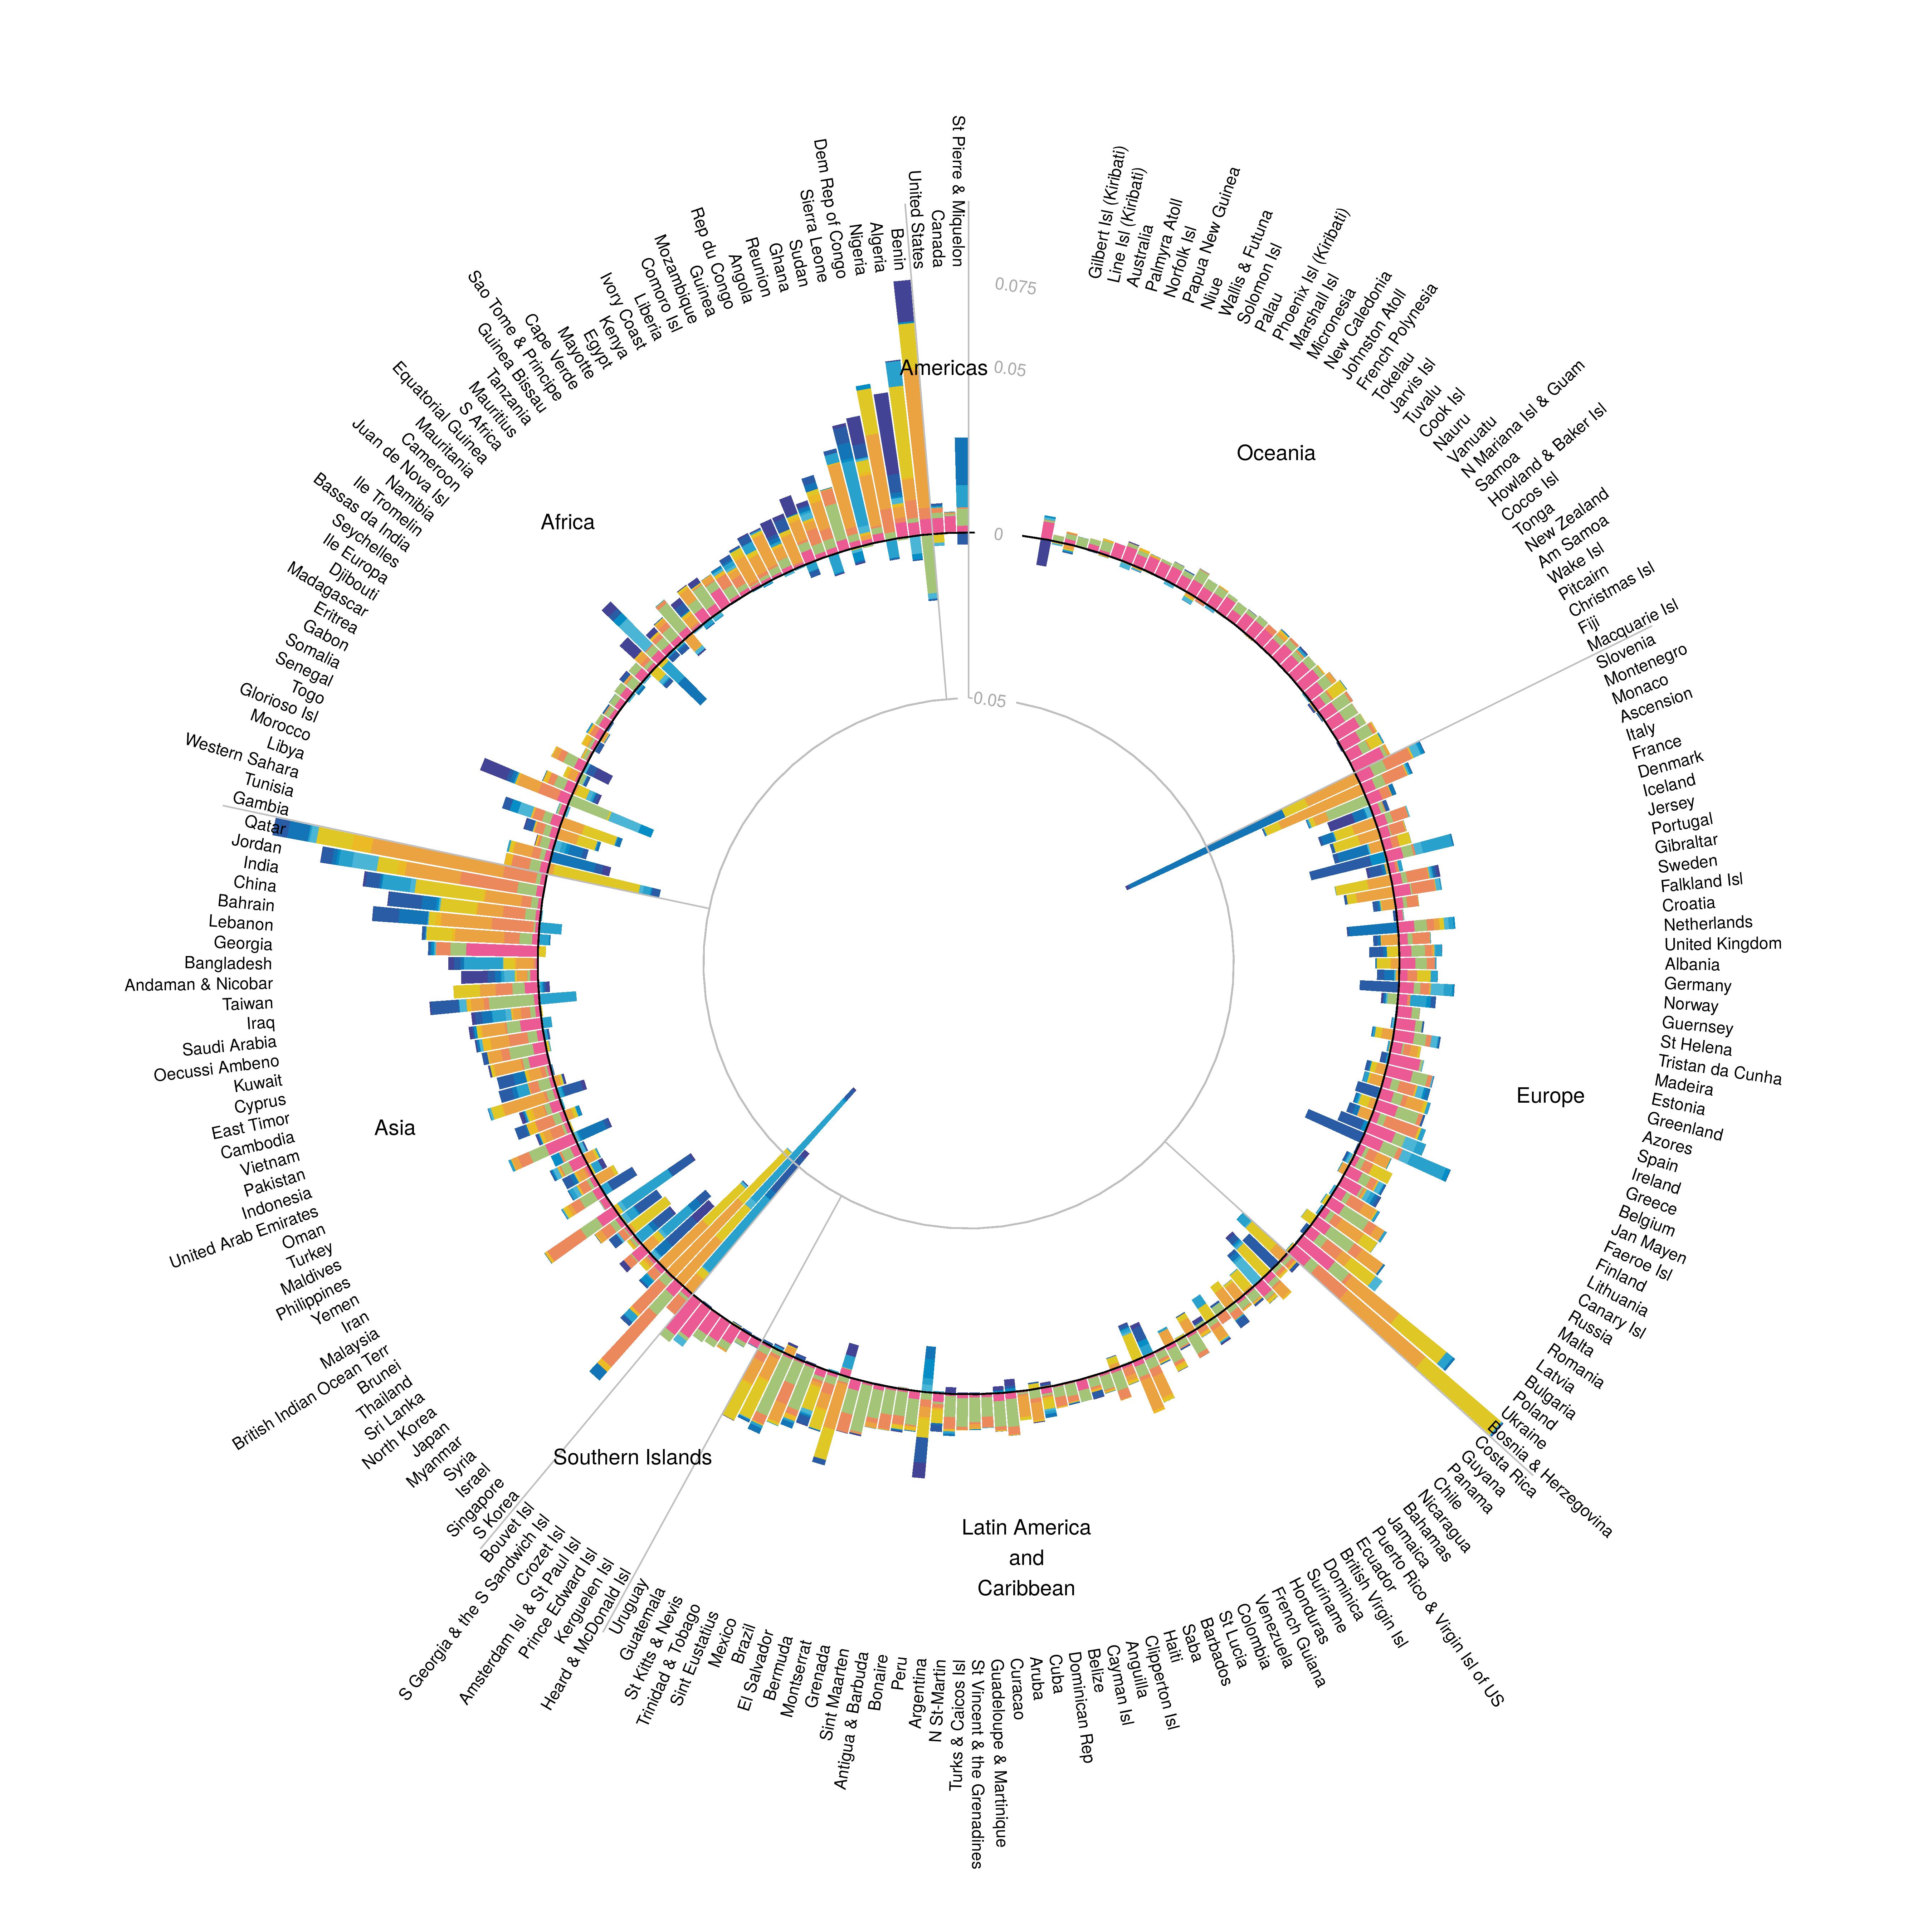 St Pierre & Miquelon
0.075
0.05
0
-0.05
Oceania
Gilbert Isl (Kiribati)
Line Isl (Kiribati)
Australia
Palmyra Atoll
Norfolk Isl
Papua New Guinea
Niue
Wallis & Futuna
Solomon Isl
Palau
Phoenix Isl (Kiribati)
Marshall Isl
Micronesia
New Caledonia
Johnston Atoll
French Polynesia
Tokelau
Jarvis Isl
Tuvalu
Cook Isl
Nauru
Vanuatu
N Mariana Isl & Guam
Samoa
Howland & Baker Isl
Cocos Isl
Tonga
New Zealand
Am Samoa
Wake Isl
Pitcairn
Christmas Isl
Fiji
Macquarie Isl
Europe
Slovenia
Montenegro
Monaco
Ascension
Italy
France
Denmark
Iceland
Jersey
Portugal
Gibraltar
Sweden
Falkland Isl
Croatia
Netherlands
United Kingdom
Albania
Germany
Norway
Guernsey
St Helena
Tristan da Cunha
Madeira
Estonia
Greenland
Azores
Spain
Ireland
Greece
Belgium
Jan Mayen
Faeroe Isl
Finland
Lithuania
Canary Isl
Russia
Malta
Romania
Latvia
Bulgaria
Poland
Ukraine
Bosnia & Herzegovina
Latin America
and
Caribbean
Costa Rica
Guyana
Panama
Chile
Nicaragua
Bahamas
Jamaica
Puerto Rico & Virgin Isl of US
Ecuador
British Virgin Isl
Dominica
Suriname
Honduras
French Guiana
Venezuela
Colombia
St Lucia
Barbados
Saba
Haiti
Clipperton Isl
Anguilla
Cayman Isl
Belize
Dominican Rep
Cuba
Aruba
Curacao
Guadeloupe & Martinique
St Vincent & the Grenadines
Turks & Caicos Isl
N St-Martin
Argentina
Peru
Bonaire
Antigua & Barbuda
Sint Maarten
Grenada
Montserrat
Bermuda
El Salvador
Brazil
Mexico
Sint Eustatius
Trinidad & Tobago
St Kitts & Nevis
Guatemala
Uruguay
Southern Islands
Heard & McDonald Isl
Kerguelen Isl
Prince Edward Isl
Amsterdam Isl & St Paul Isl
Crozet Isl
S Georgia & the S Sandwich Isl
Bouvet Isl
Asia
S Korea
Singapore
Israel
Syria
Myanmar
Japan
North Korea
Sri Lanka
Thailand
Brunei
British Indian Ocean Terr
Malaysia
Iran
Yemen
Philippines
Maldives
Turkey
Oman
United Arab Emirates
Indonesia
Pakistan
Vietnam
Cambodia
East Timor
Cyprus
Kuwait
Oecussi Ambeno
Saudi Arabia
Iraq
Taiwan
Andaman & Nicobar
Bangladesh
Georgia
Lebanon
Bahrain
China
India
Jordan
Qatar
Africa
Gambia
Tunisia
Western Sahara
Libya
Morocco
Glorioso Isl
Togo
Senegal
Somalia
Gabon
Eritrea
Madagascar
Djibouti
Ile Europa
Seychelles
Bassas da India
Ile Tromelin
Namibia
Juan de Nova Isl
Cameroon
Mauritania
Equatorial Guinea
S Africa
Mauritius
Tanzania
Guinea Bissau
Sao Tome & Principe
Cape Verde
Mayotte
Egypt
Kenya
Ivory Coast
Liberia
Comoro Isl
Mozambique
Guinea
Rep du Congo
Angola
Reunion
Ghana
Sudan
Sierra Leone
Dem Rep of Congo
Nigeria
Algeria
Benin
Americas
United States
Canada